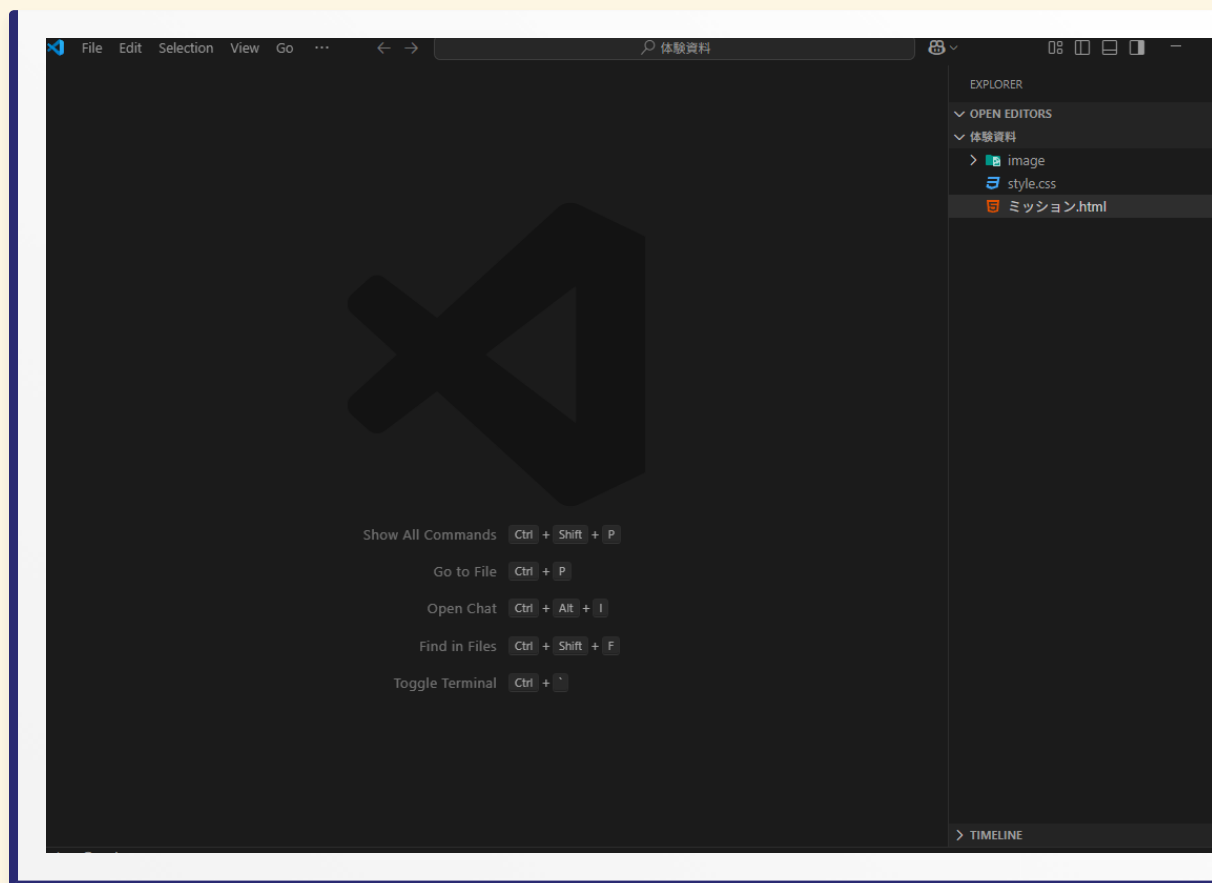 File Edit Selection View Go ··· 体験資料
EXPLORER
OPEN EDITORS
体験資料
image
style.css
ミッション.html
Show All Commands Ctrl + Shift + P
Go to File Ctrl + P
Open Chat Ctrl + Alt + I
Find in Files Ctrl + Shift + F
Toggle Terminal Ctrl + `
TIMELINE